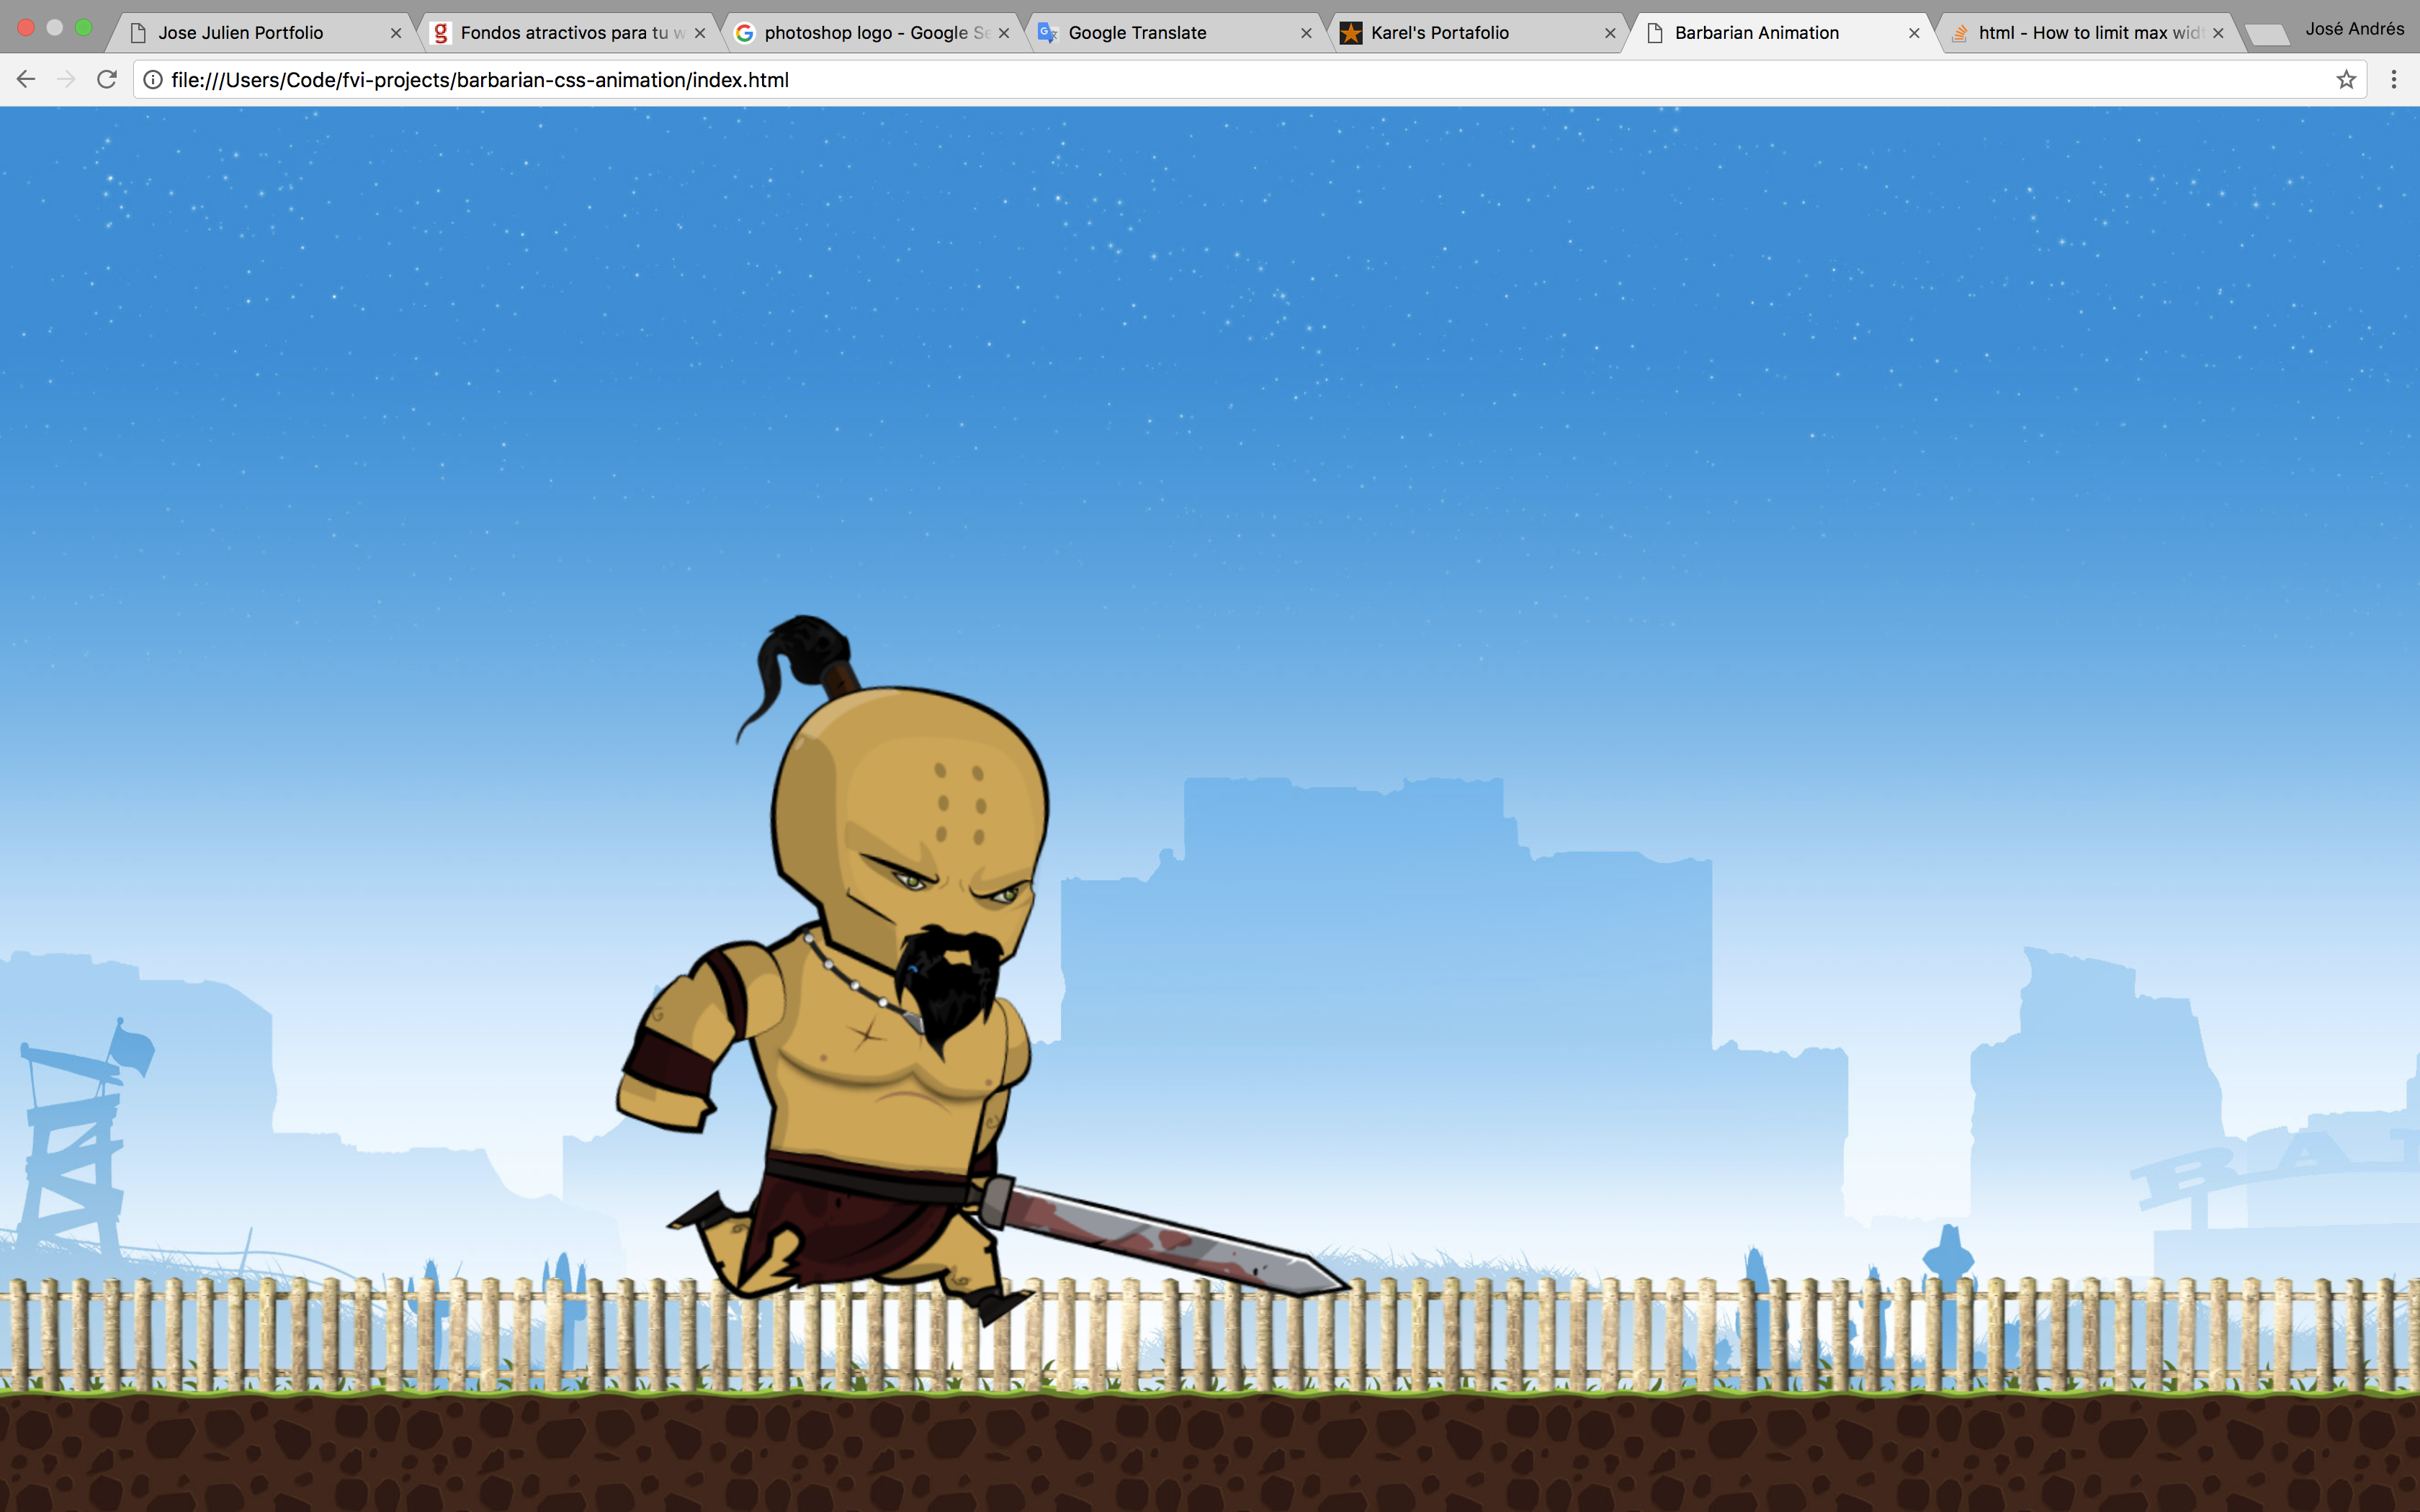 Jose Julien Portfolio
Fondos atractivos para tu w
photoshop logo - Google Se
Google Translate
Karel's Portafolio
Barbarian Animation
html - How to limit max widt
José Andrés
file:///Users/Code/fvi-projects/barbarian-css-animation/index.html
BAT